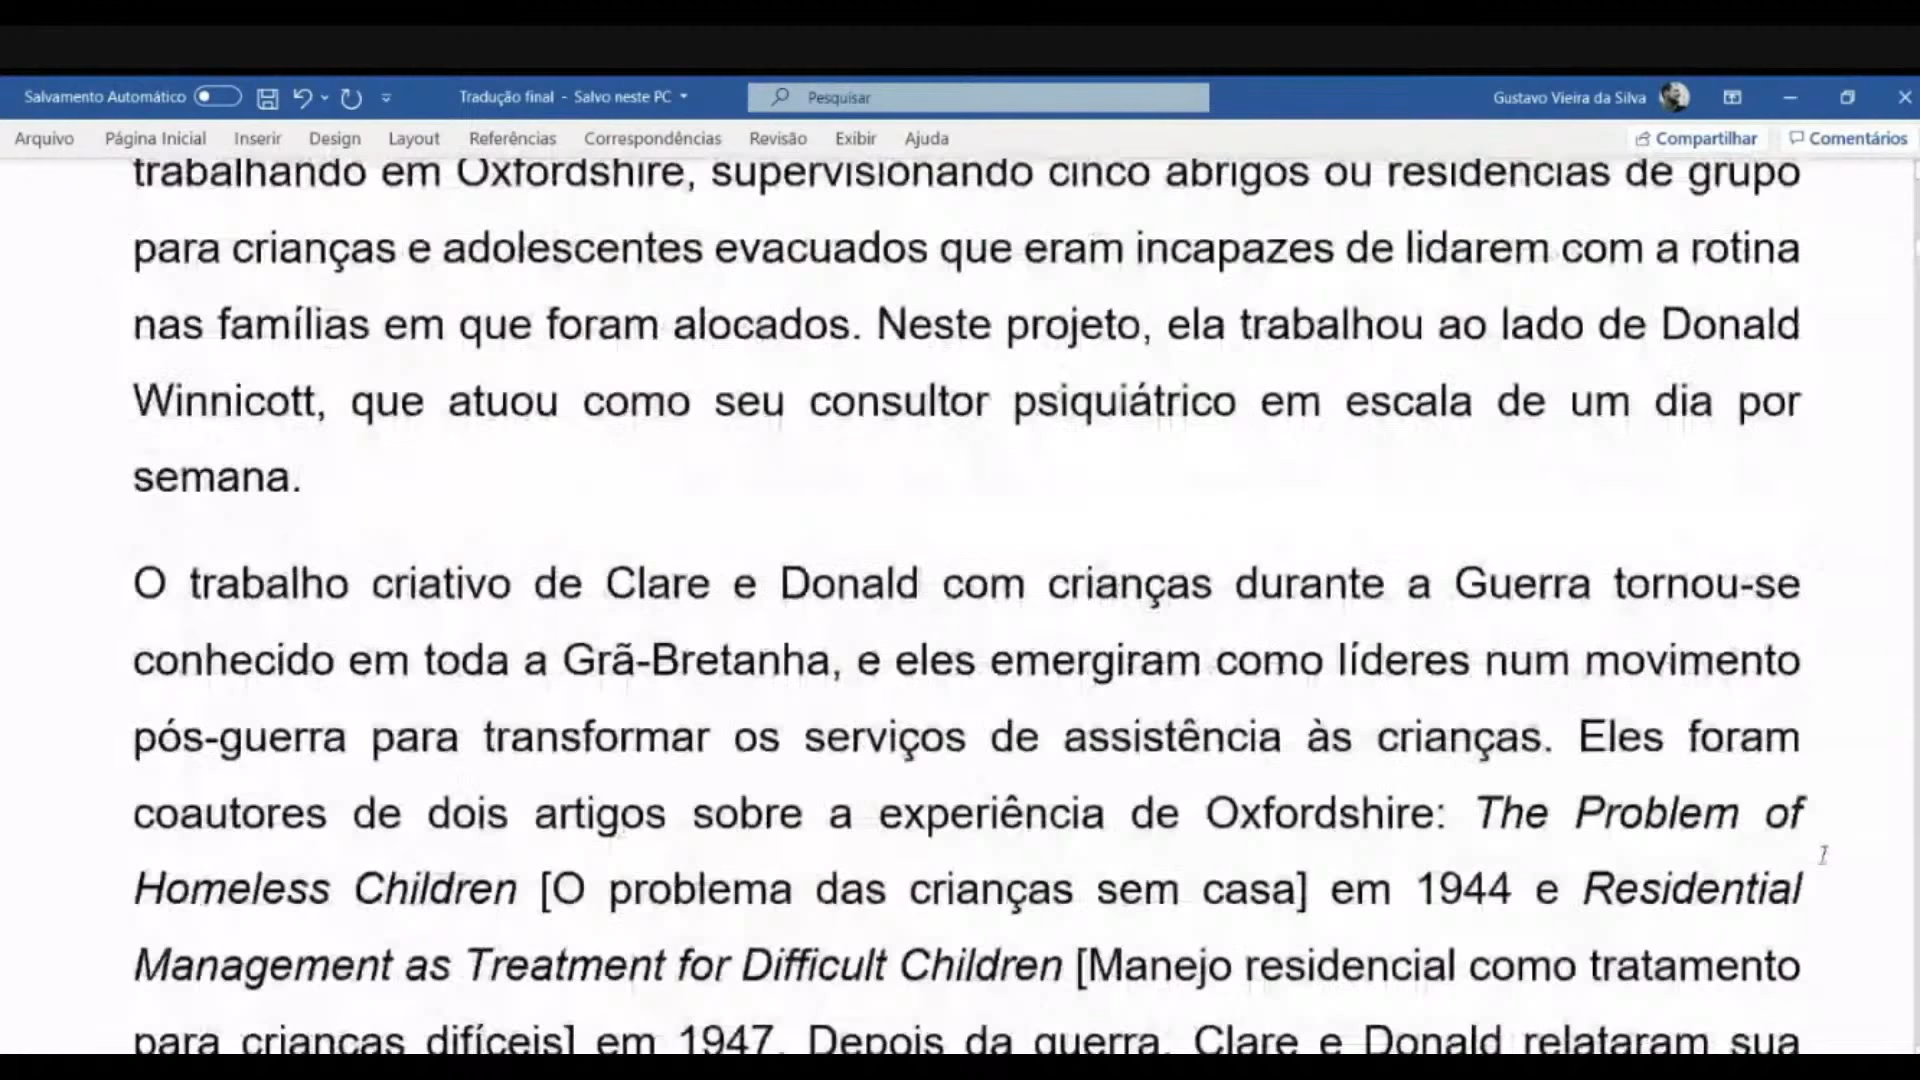 Salvamento Automático
Tradução final - Salvo neste PC
Pesquisar
Gustavo Vieira da Silva
Arquivo Página Inicial Inserir Design Layout Referências Correspondências Revisão Exibir Ajuda
Compartilhar Comentários
trabalhando em Oxfordshire, supervisionando cinco abrigos ou residências de grupo
para crianças e adolescentes evacuados que eram incapazes de lidarem com a rotina
nas famílias em que foram alocados. Neste projeto, ela trabalhou ao lado de Donald
Winnicott, que atuou como seu consultor psiquiátrico em escala de um dia por
semana.
O trabalho criativo de Clare e Donald com crianças durante a Guerra tornou-se
conhecido em toda a Grã-Bretanha, e eles emergiram como líderes num movimento
pós-guerra para transformar os serviços de assistência às crianças. Eles foram
coautores de dois artigos sobre a experiência de Oxfordshire: The Problem of
Homeless Children [O problema das crianças sem casa] em 1944 e Residential
Management as Treatment for Difficult Children [Manejo residencial como tratamento
para crianças difíceis] em 1947. Depois da guerra, Clare e Donald relataram sua